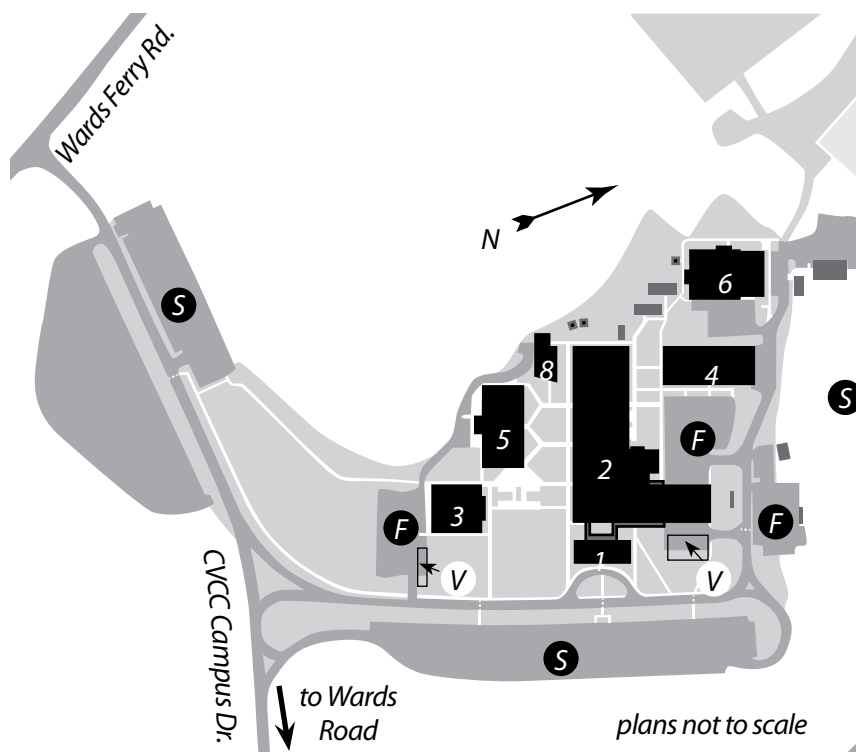 Wards Ferry Rd.
N
S
6
8
4
S
5
F
2
3
F
F
1
V
V
CVCC Campus Dr.
S
to Wards
Road
plans not to scale